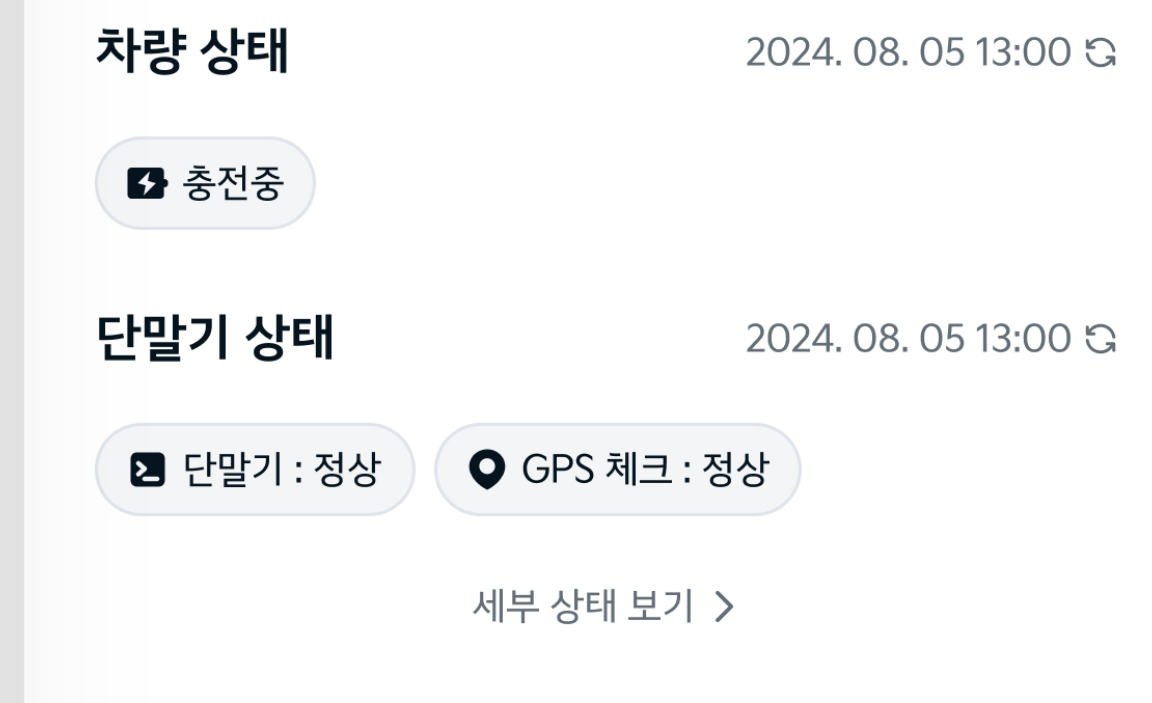 차량 상태 2024. 08. 05 13:00
충전중
단말기 상태 2024. 08. 05 13:00
단말기 : 정상 GPS 체크 : 정상
세부 상태 보기